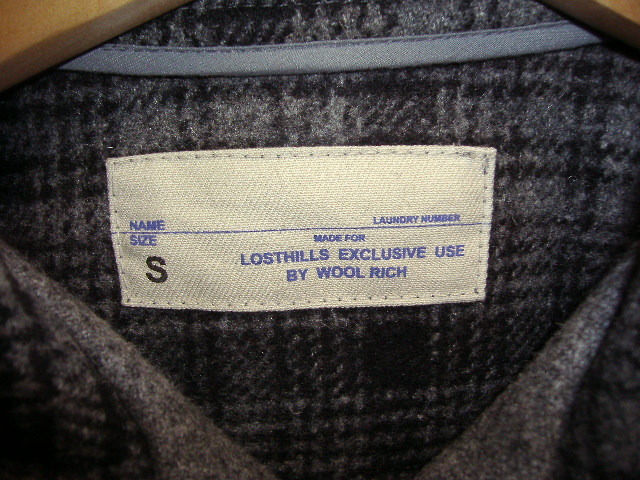 NAME LAUNDRY NUMBER
SIZE MADE FOR
S LOSTHILLS EXCLUSIVE USE
BY WOOL RICH